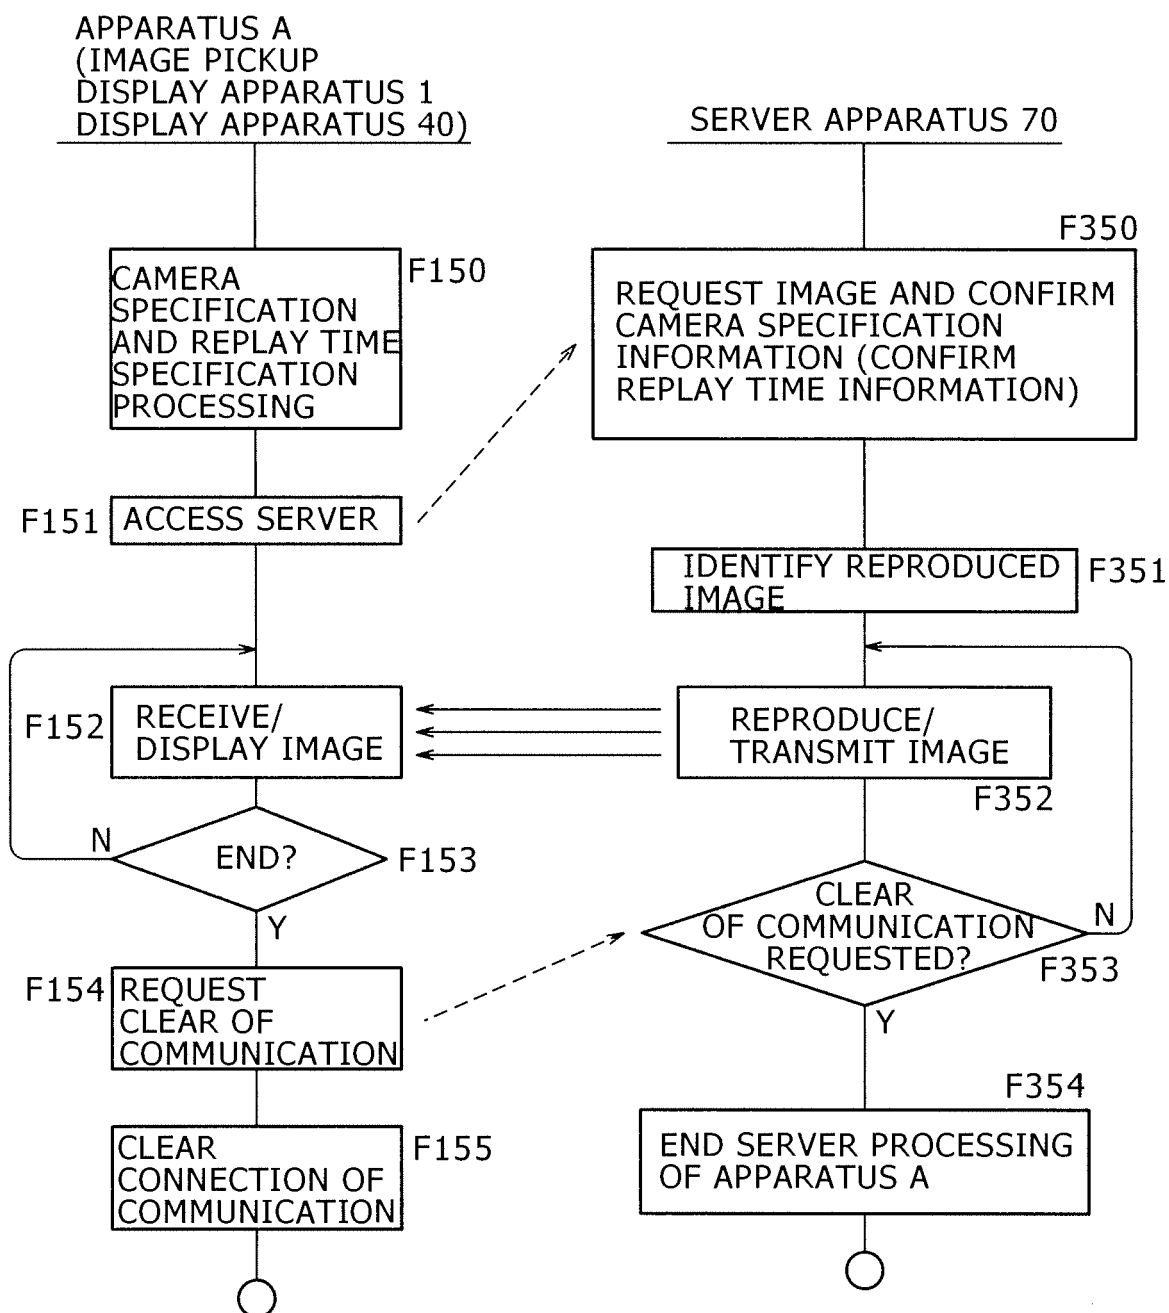 APPARATUS A
(IMAGE PICKUP
DISPLAY APPARATUS 1
DISPLAY APPARATUS 40)
SERVER APPARATUS 70
CAMERA
SPECIFICATION
AND REPLAY TIME
SPECIFICATION
PROCESSING
F150
F350
REQUEST IMAGE AND CONFIRM
CAMERA SPECIFICATION
INFORMATION (CONFIRM
REPLAY TIME INFORMATION)
F151
ACCESS SERVER
IDENTIFY REPRODUCED
IMAGE
F351
F152
RECEIVE/
DISPLAY IMAGE
REPRODUCE/
TRANSMIT IMAGE
F352
N
END?
F153
Y
CLEAR
OF COMMUNICATION
REQUESTED?
N
F353
Y
F154
REQUEST
CLEAR OF
COMMUNICATION
F354
CLEAR
CONNECTION OF
COMMUNICATION
F155
END SERVER PROCESSING
OF APPARATUS A